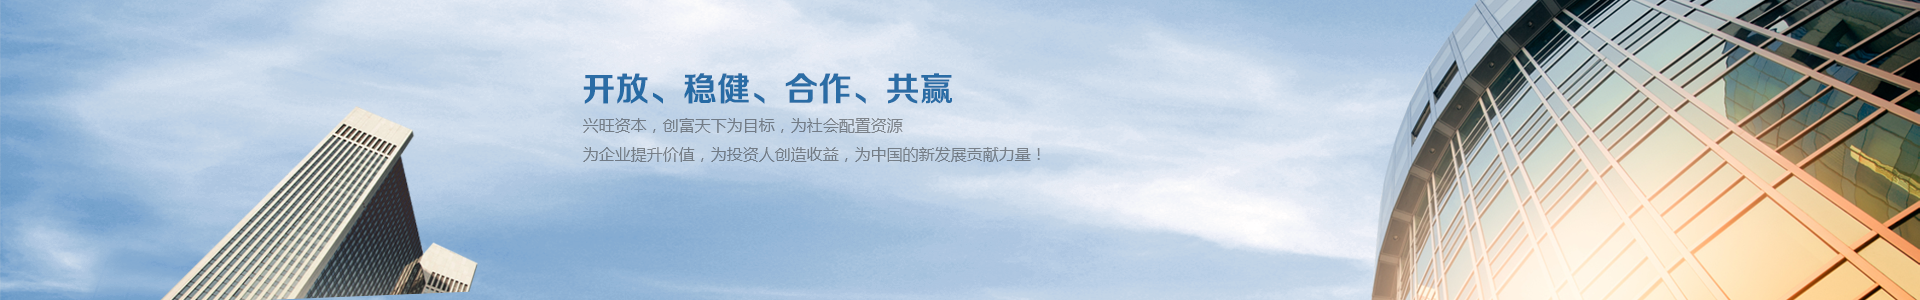 开放、稳健、合作、共赢
兴旺资本，创富天下为目标，为社会配置资源
为企业提升价值，为投资人创造收益，为中国的新发展贡献力量！